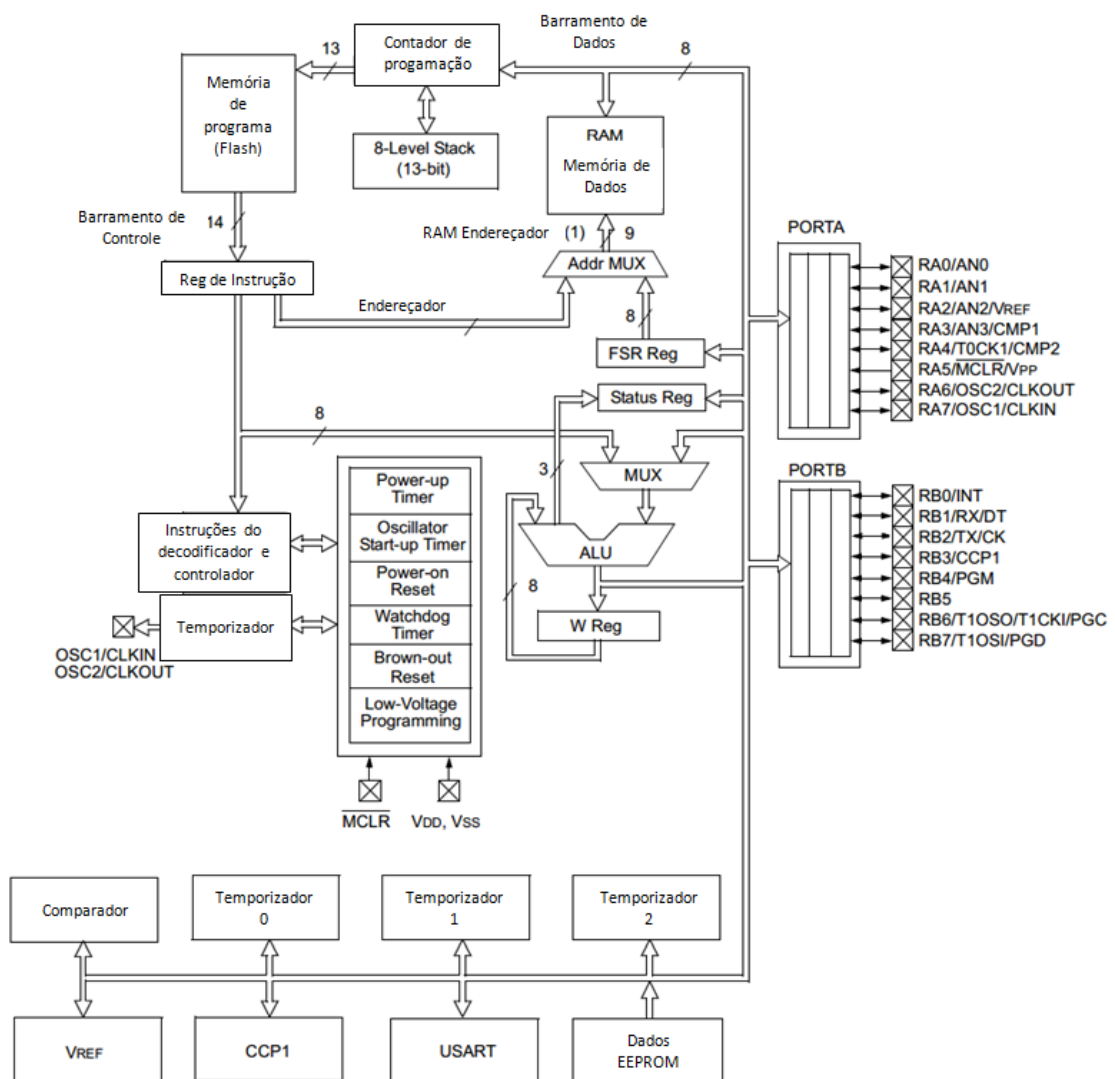 Barramento de
Dados
13
Contador de
progamação
8
Memória
de
programa
(Flash)
8-Level Stack
(13-bit)
RAM
Memória de
Dados
Barramento de
Controle
14
RAM Endereçador
(1)
9
Addr MUX
Reg de Instrução
Endereçador
8
FSR Reg
Status Reg
PORTA
RA0/AN0
RA1/AN1
RA2/AN2/VREF
RA3/AN3/CMP1
RA4/T0CK1/CMP2
RA5/MCLR/VPP
RA6/OSC2/CLKOUT
RA7/OSC1/CLKIN
8
3
MUX
ALU
8
W Reg
PORTB
RB0/INT
RB1/RX/DT
RB2/TX/CK
RB3/CCP1
RB4/PGM
RB5
RB6/T1OSO/T1CKI/PGC
RB7/T1OSI/PGD
Instruções do
decodificador e
controlador
Temporizador
OSC1/CLKIN
OSC2/CLKOUT
Power-up
Timer
Oscillator
Start-up Timer
Power-on
Reset
Watchdog
Timer
Brown-out
Reset
Low-Voltage
Programming
MCLR
VDD, VSS
Comparador
Temporizador
0
Temporizador
1
Temporizador
2
VREF
CCP1
USART
Dados
EEPROM